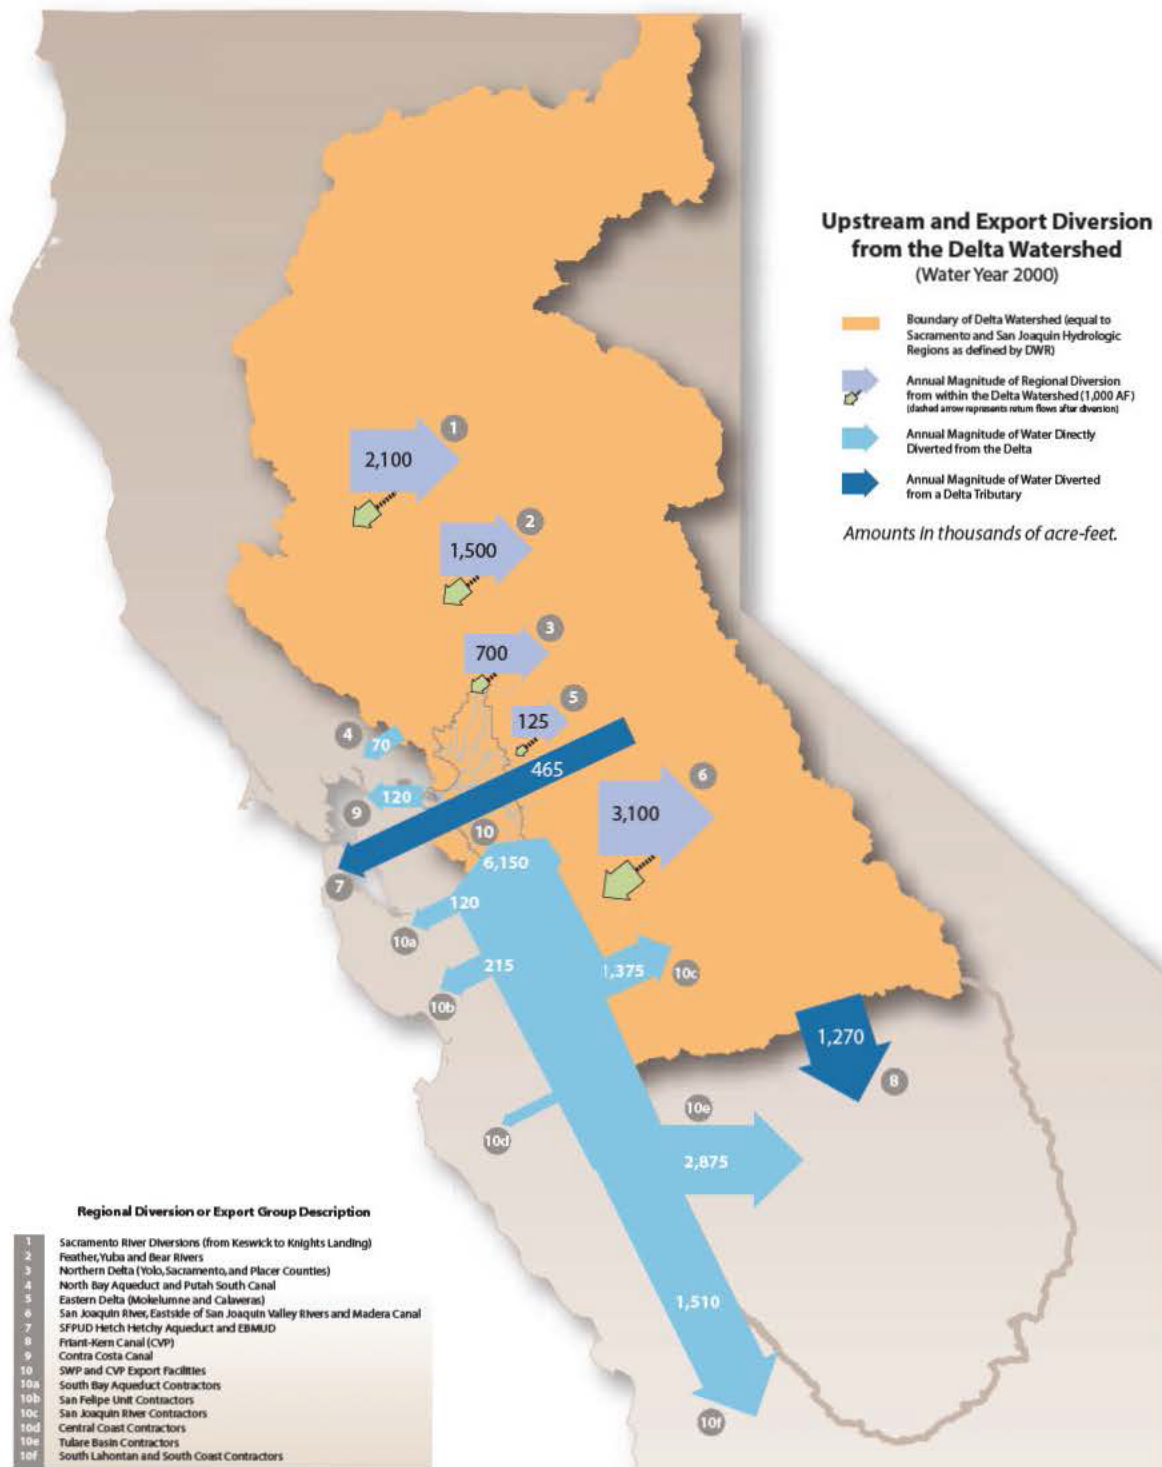 Upstream and Export Diversion
from the Delta Watershed
(Water Year 2000)
Boundary of Delta Watershed (equal to
Sacramento and San Joaquin Hydrologic
Regions as defined by DWR)
Annual Magnitude of Regional Diversion
from within the Delta Watershed (1,000 AF)
(dashed arrow represents return flows after diversion)
Annual Magnitude of Water Directly
Diverted from the Delta
Annual Magnitude of Water Diverted
from a Delta Tributary
Amounts in thousands of acre-feet.
1
2,100
2
1,500
3
700
5
125
4
70
465
6
120
9
3,100
10
6,150
7
120
10a
215
1,375
10c
10b
1,270
8
10e
10d
2,875
1,510
10f
Regional Diversion or Export Group Description
1 Sacramento River Diversions (from Keswick to Knights Landing)
2 Feather, Yuba and Bear Rivers
3 Northern Delta (Yolo, Sacramento, and Placer Counties)
4 North Bay Aqueduct and Putah South Canal
5 Eastern Delta (Mokelumne and Calaveras)
6 San Joaquin River, Eastside of San Joaquin Valley Rivers and Madera Canal
7 SFPUD Hetch Hetchy Aqueduct and EBMUD
8 Friant-Kern Canal (CVP)
9 Contra Costa Canal
10 SWP and CVP Export Facilities
10a South Bay Aqueduct Contractors
10b San Felipe Unit Contractors
10c San Joaquin River Contractors
10d Central Coast Contractors
10e Tulare Basin Contractors
10f South Lahontan and South Coast Contractors